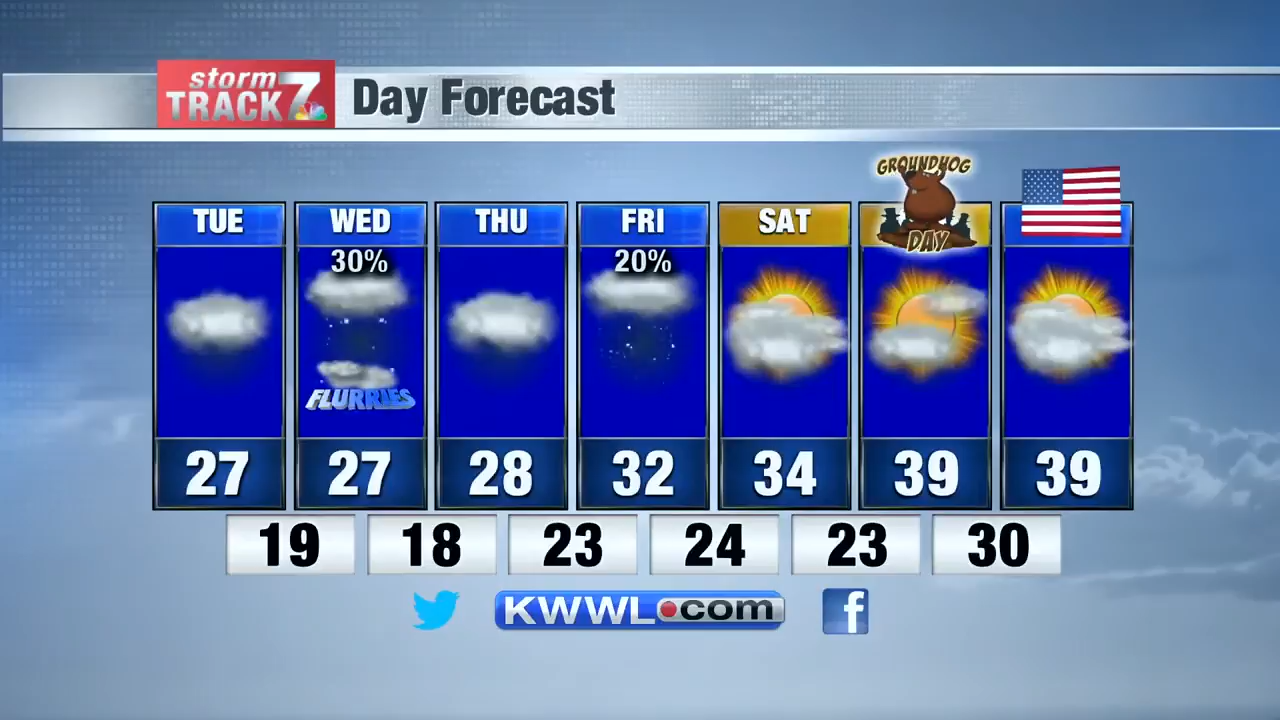 storm
TRACK 7
Day Forecast
GROUNDHOG
DAY
TUE WED THU FRI SAT
30% 20%
FLURRIES
27 27 28 32 34 39 39
19 18 23 24 23 30
KWWL.com
f